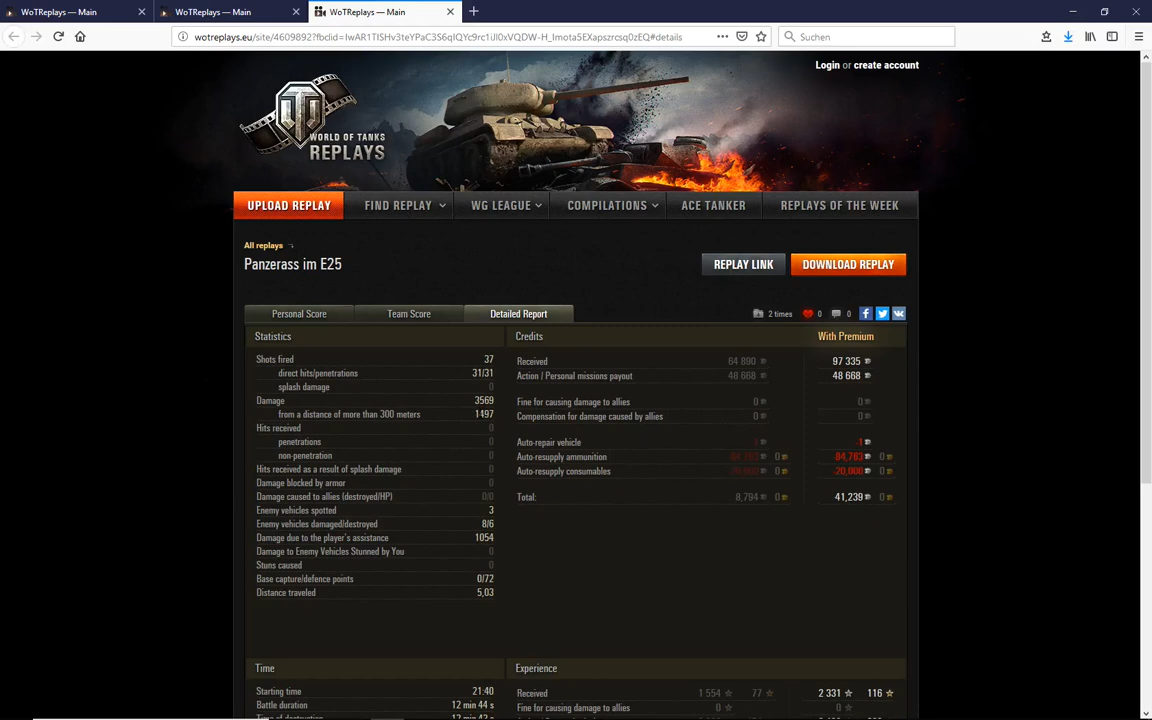 WoTReplays — Main
WoTReplays — Main
WoTReplays — Main
Suchen
WORLD OF TANKS
REPLAYS
Login or create account
UPLOAD REPLAY FIND REPLAY WG LEAGUE COMPILATIONS ACE TANKER REPLAYS OF THE WEEK
All replays
Panzerass im E25
REPLAY LINK DOWNLOAD REPLAY
Personal Score Team Score Detailed Report 2 times 0 0
Statistics
Shots fired 37
direct hits/penetrations 31/31
splash damage 0
Damage 3569
from a distance of more than 300 meters 1497
Hits received 0
penetrations 0
non-penetration 0
Hits received as a result of splash damage 0
Damage blocked by armor 0
Damage caused to allies (destroyed/HP) 0/0
Enemy vehicles spotted 3
Enemy vehicles damaged/destroyed 8/6
Damage due to the player's assistance 1054
Damage to Enemy Vehicles Stunned by You 0
Stuns caused 0
Base capture/defence points 0/72
Distance traveled 5,03
Credits With Premium
Received 64 890 97 335
Action / Personal missions payout 48 668 48 668
Fine for causing damage to allies 0 0
Compensation for damage caused by allies 0 0
Auto-repair vehicle -1
Auto-resupply ammunition 0 -84,763 0
Auto-resupply consumables 0 -20,000 0
Total: 8,794 0 41,239 0
Time
Starting time 21:40
Battle duration 12 min 44 s
Time of destruction 12 min 43 s
Experience
Received 1 554 77 2 331 116
Fine for causing damage to allies 0 0